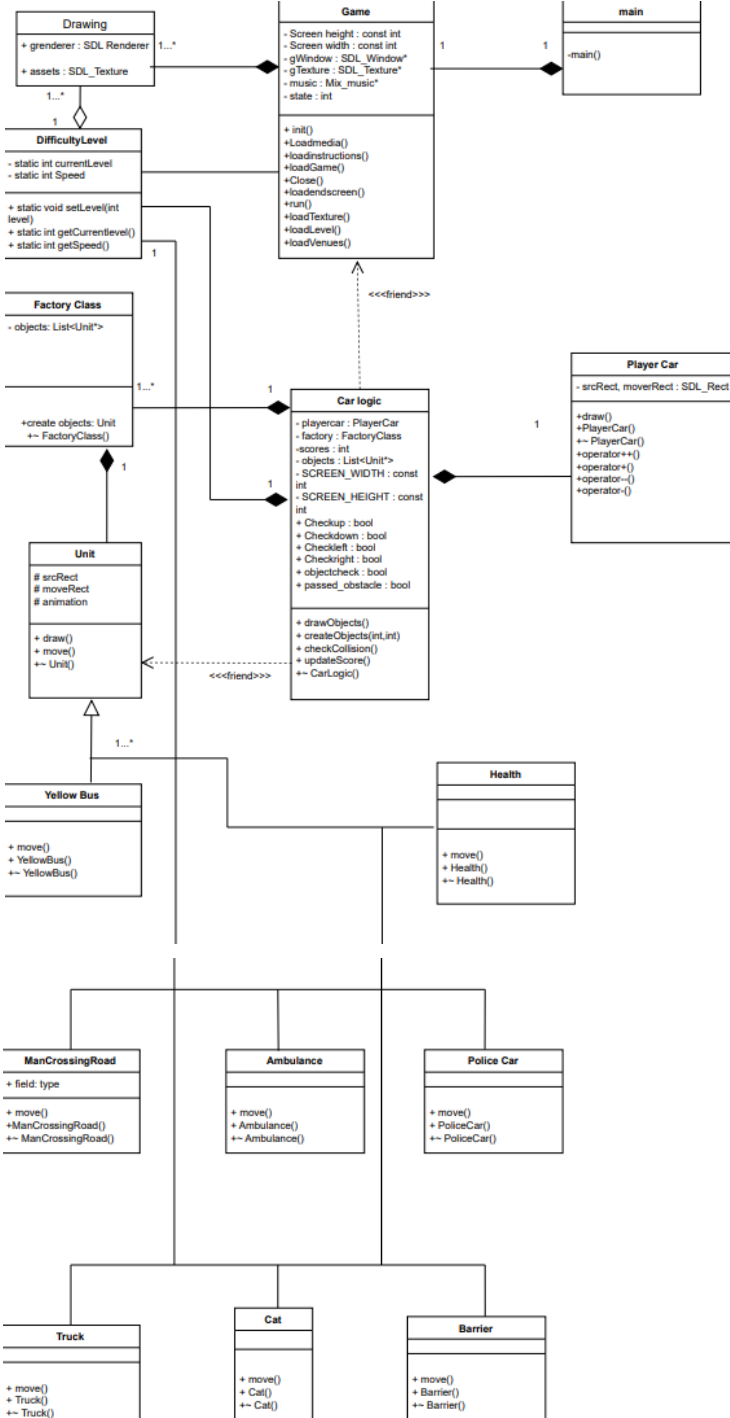 Drawing
+ grenderer : SDL Renderer
+ assets : SDL_Texture
1...*
1...*
1
Game
- Screen height : const int
- Screen width : const int
- gWindow : SDL_Window*
- gTexture : SDL_Texture*
- music : Mix_music*
- state : int
+ init()
+Loadmedia()
+loadinstructions()
+loadGame()
+Close()
+loadendscreen()
+run()
+loadTexture()
+loadLevel()
+loadVenues()
1
1
main
-main()
DifficultyLevel
- static int currentLevel
- static int Speed
+ static void setLevel(int
level)
+ static int getCurrentlevel()
+ static int getSpeed()
1
1
<<<friend>>>
Factory Class
- objects: List<Unit*>
+create objects: Unit
+~ FactoryClass()
1...*
1
1
1
Car logic
- playercar : PlayerCar
- factory : FactoryClass
-scores : int
- objects : List<Unit*>
- SCREEN_WIDTH : const
int
- SCREEN_HEIGHT : const
int
+ Checkup : bool
+ Checkdown : bool
+ Checkleft : bool
+ Checkright : bool
+ objectcheck : bool
+ passed_obstacle : bool
+ drawObjects()
+ createObjects(int,int)
+ checkCollision()
+ updateScore()
+~ CarLogic()
1
Player Car
- srcRect, moverRect : SDL_Rect
+draw()
+PlayerCar()
+~ PlayerCar()
+operator++()
+operator+()
+operator--()
+operator-()
Unit
# srcRect
# moveRect
# animation
+ draw()
+ move()
+~ Unit()
<<<friend>>>
1...*
Yellow Bus
+ move()
+ YellowBus()
+~ YellowBus()
Health
+ move()
+ Health()
+~ Health()
ManCrossingRoad
+ field: type
+ move()
+ManCrossingRoad()
+~ ManCrossingRoad()
Ambulance
+ move()
+ Ambulance()
+~ Ambulance()
Police Car
+ move()
+ PoliceCar()
+~ PoliceCar()
Truck
+ move()
+ Truck()
+~ Truck()
Cat
+ move()
+ Cat()
+~ Cat()
Barrier
+ move()
+ Barrier()
+~ Barrier()